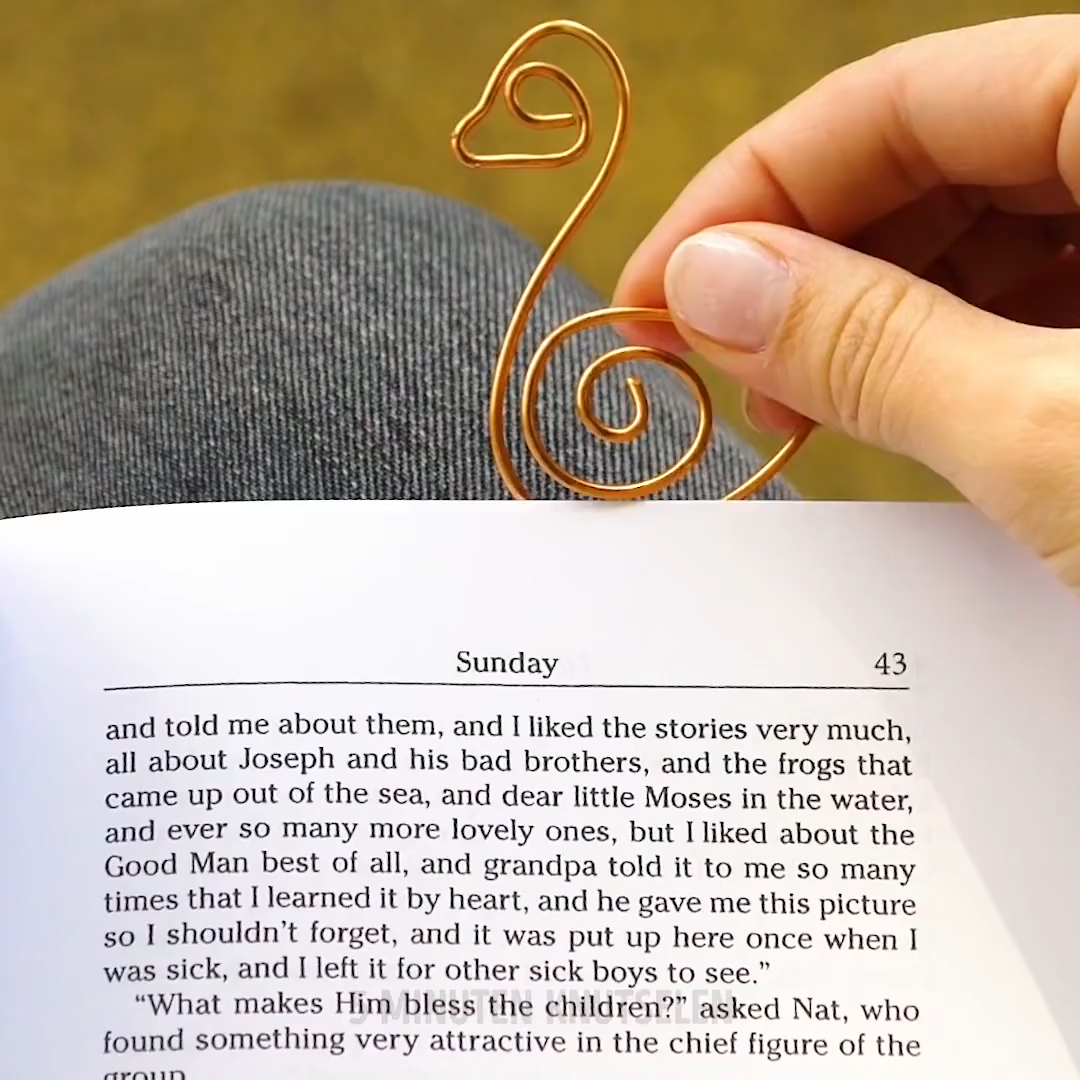 Sunday 43
and told me about them, and I liked the stories very much,
all about Joseph and his bad brothers, and the frogs that
came up out of the sea, and dear little Moses in the water,
and ever so many more lovely ones, but I liked about the
Good Man best of all, and grandpa told it to me so many
times that I learned it by heart, and he gave me this picture
so I shouldn't forget, and it was put up here once when I
was sick, and I left it for other sick boys to see."
"What makes Him bless the children?" asked Nat, who
5 MINUTEN KNUTSELEN
found something very attractive in the chief figure of the
group